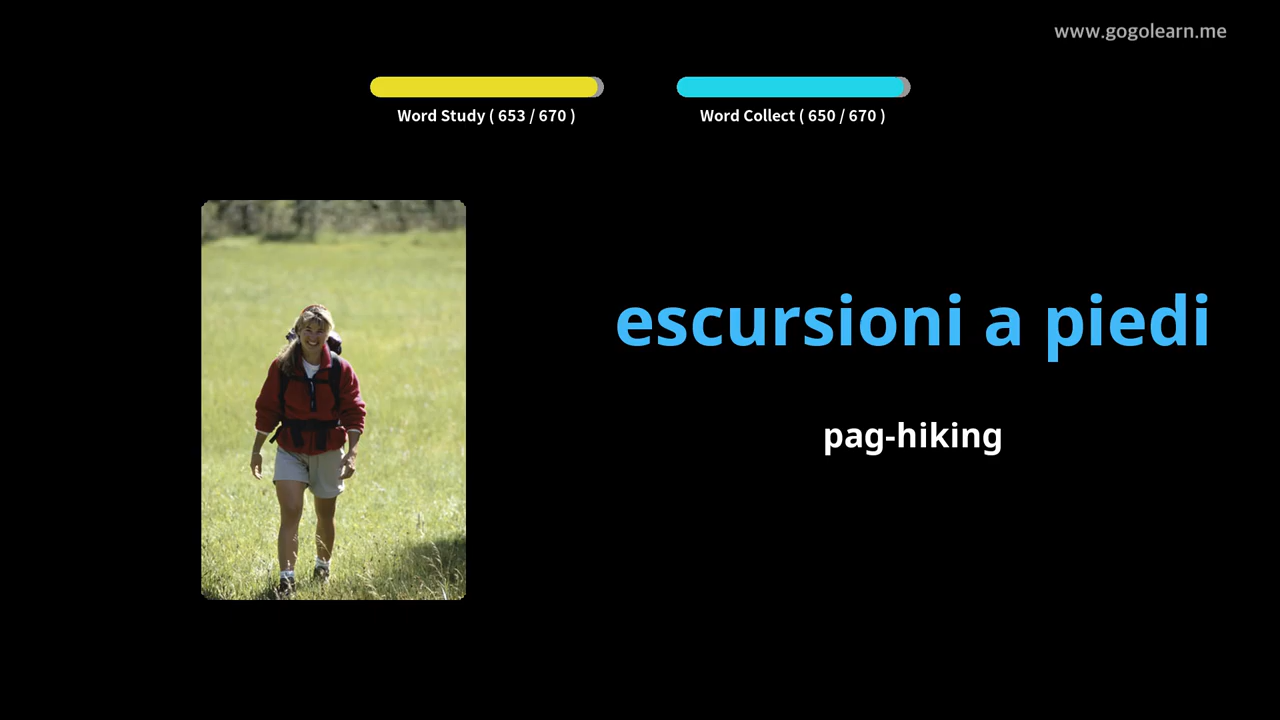 www.gogolearn.me
Word Study ( 653 / 670 )
Word Collect ( 650 / 670 )
escursioni a piedi
pag-hiking